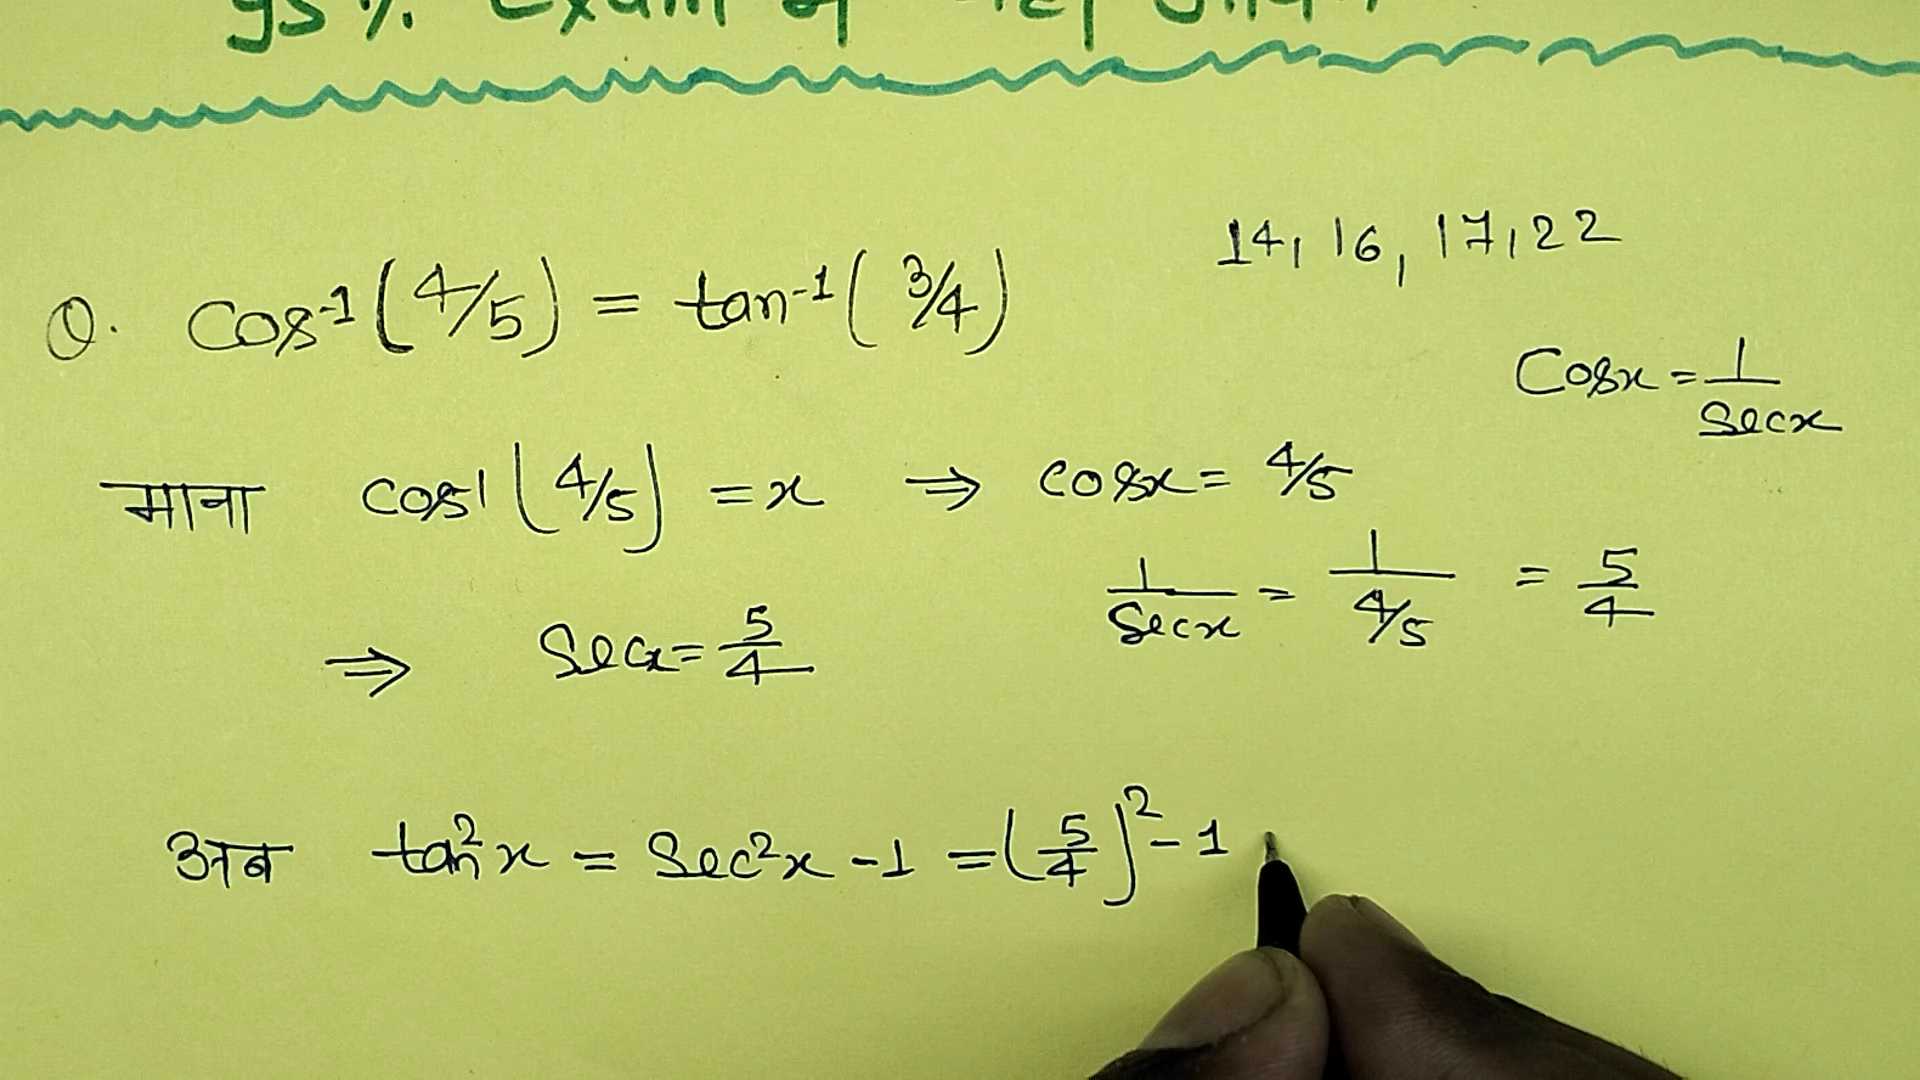 95% Exam में
14, 16, 17, 22
Q. Cos⁻¹(4/5) = tan⁻¹(3/4)
Cosx = 1/Secx
माना cos⁻¹(4/5) = x ⇒ cosx = 4/5
1/Secx = 1/(4/5) = 5/4
⇒ Secx = 5/4
अब tan²x = Sec²x - 1 = (5/4)² - 1